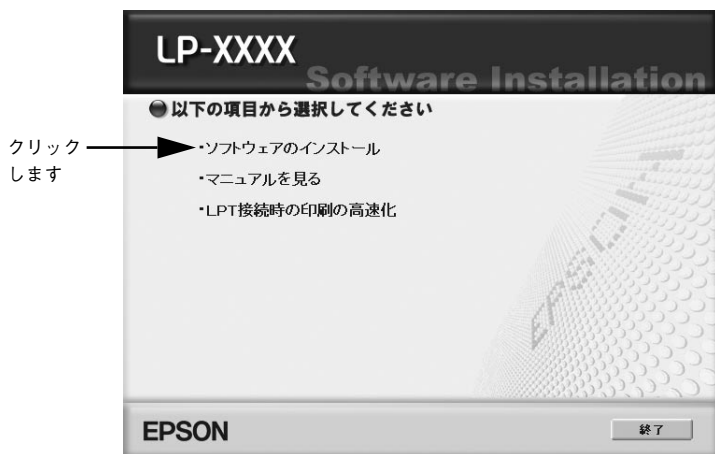 LP-XXXX
Software Installation
以下の項目から選択してください
クリック
します
・ソフトウェアのインストール
・マニュアルを見る
・LPT接続時の印刷の高速化
EPSON
EPSON
終了